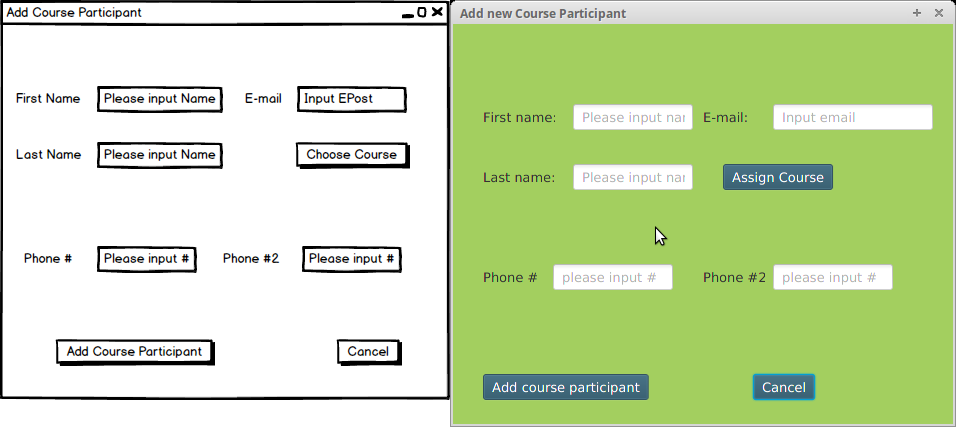 Add Course Participant
First Name Please input Name E-mail Input EPost
Last Name Please input Name Choose Course
Phone # Please input # Phone #2 Please input #
Add Course Participant Cancel
Add new Course Participant
First name: Please input nar E-mail: Input email
Last name: Please input nar Assign Course
Phone # please input # Phone #2 please input #
Add course participant Cancel